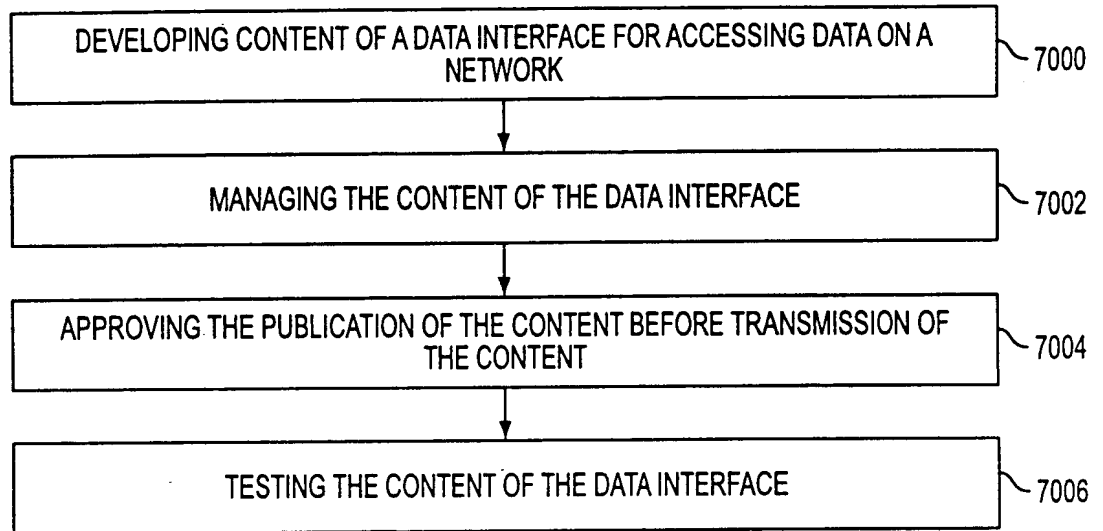 DEVELOPING CONTENT OF A DATA INTERFACE FOR ACCESSING DATA ON A
NETWORK
7000
MANAGING THE CONTENT OF THE DATA INTERFACE
7002
APPROVING THE PUBLICATION OF THE CONTENT BEFORE TRANSMISSION OF
THE CONTENT
7004
TESTING THE CONTENT OF THE DATA INTERFACE
7006